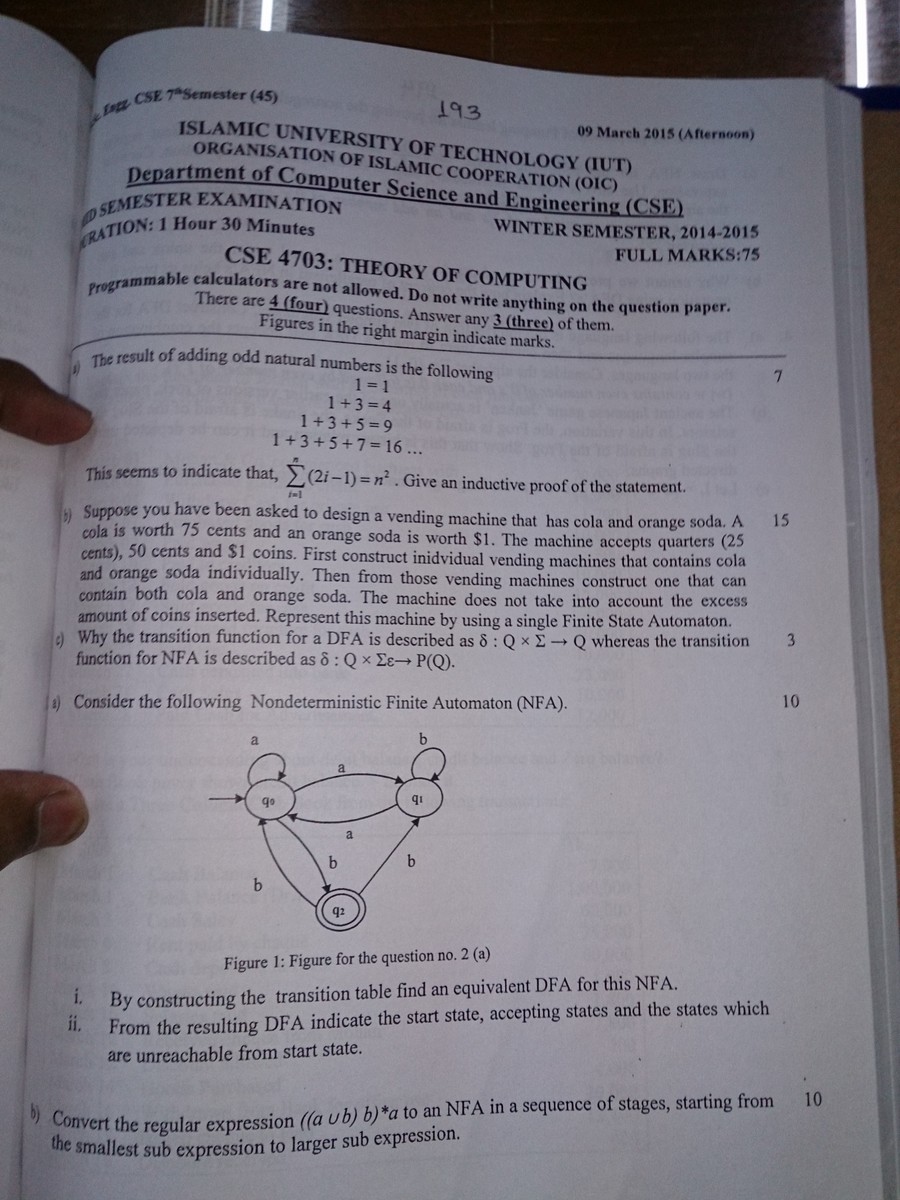 CSE 7th Semester (45)
193
09 March 2015 (Afternoon)
ISLAMIC UNIVERSITY OF TECHNOLOGY (IUT)
ORGANISATION OF ISLAMIC COOPERATION (OIC)
Department of Computer Science and Engineering (CSE)
SEMESTER EXAMINATION
WINTER SEMESTER, 2014-2015
RATION: 1 Hour 30 Minutes
FULL MARKS:75
CSE 4703: THEORY OF COMPUTING
Programmable calculators are not allowed. Do not write anything on the question paper.
There are 4 (four) questions. Answer any 3 (three) of them.
Figures in the right margin indicate marks.
a) The result of adding odd natural numbers is the following 7
1 = 1
1 + 3 = 4
1 + 3 + 5 = 9
1 + 3 + 5 + 7 = 16 ...
This seems to indicate that, ∑_{i=1}^{n} (2i−1) = n². Give an inductive proof of the statement.
b) Suppose you have been asked to design a vending machine that has cola and orange soda. A 15
cola is worth 75 cents and an orange soda is worth $1. The machine accepts quarters (25
cents), 50 cents and $1 coins. First construct inidvidual vending machines that contains cola
and orange soda individually. Then from those vending machines construct one that can
contain both cola and orange soda. The machine does not take into account the excess
amount of coins inserted. Represent this machine by using a single Finite State Automaton.
c) Why the transition function for a DFA is described as δ : Q × Σ → Q whereas the transition 3
function for NFA is described as δ : Q × Σε→ P(Q).
a) Consider the following Nondeterministic Finite Automaton (NFA). 10
a
b
a
q0
q1
a
b
b
b
q2
Figure 1: Figure for the question no. 2 (a)
i. By constructing the transition table find an equivalent DFA for this NFA.
ii. From the resulting DFA indicate the start state, accepting states and the states which
are unreachable from start state.
b) Convert the regular expression ((a ∪ b) b)*a to an NFA in a sequence of stages, starting from 10
the smallest sub expression to larger sub expression.